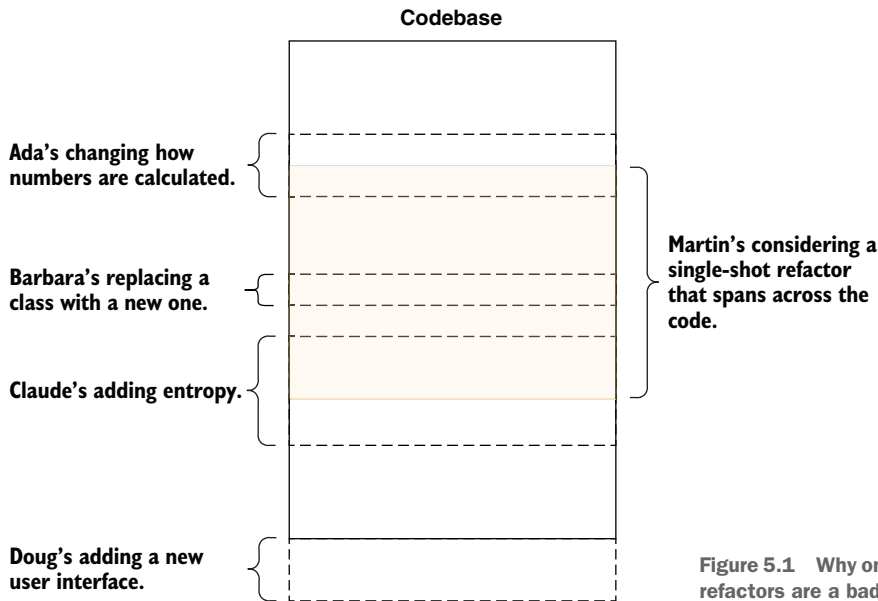 Codebase
Ada’s changing how
numbers are calculated.
Barbara’s replacing a
class with a new one.
Claude’s adding entropy.
Doug’s adding a new
user interface.
Martin’s considering a
single-shot refactor
that spans across the
code.
Figure 5.1 Why
refactors are a bad